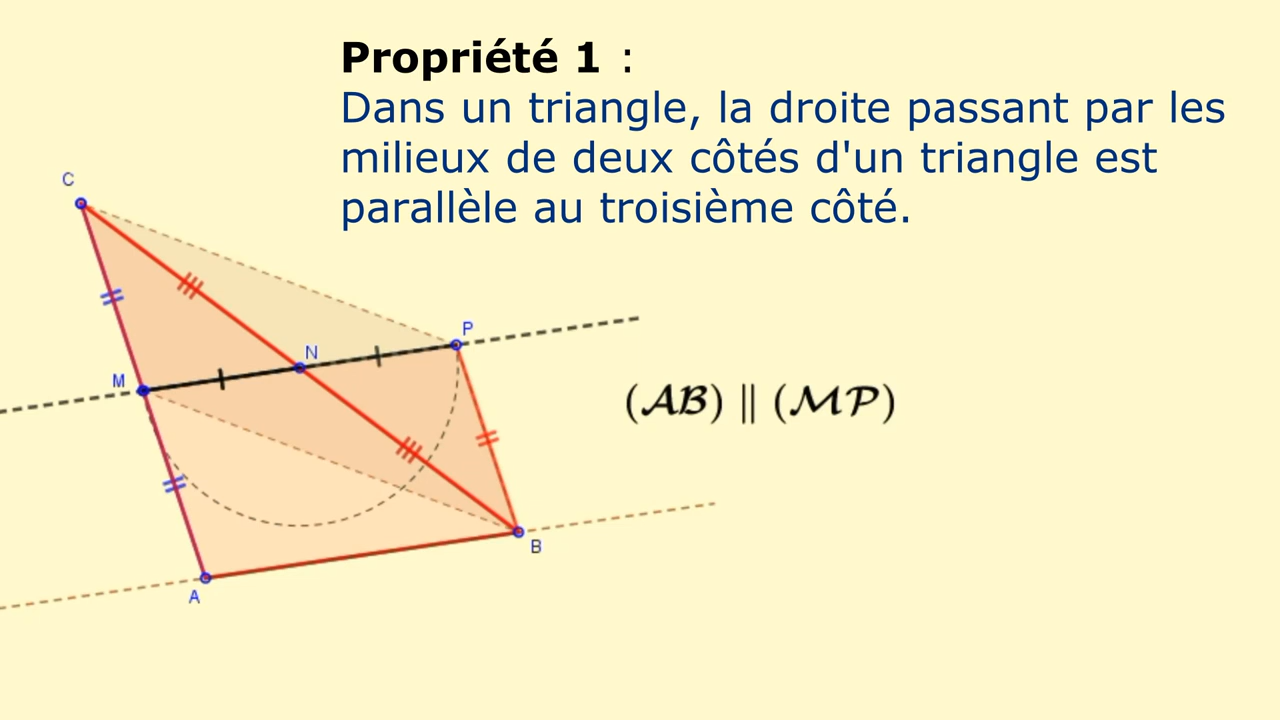 Propriété 1 :
Dans un triangle, la droite passant par les
milieux de deux côtés d'un triangle est
parallèle au troisième côté.
C
P
N
M
(AB) ∥ (MP)
B
A